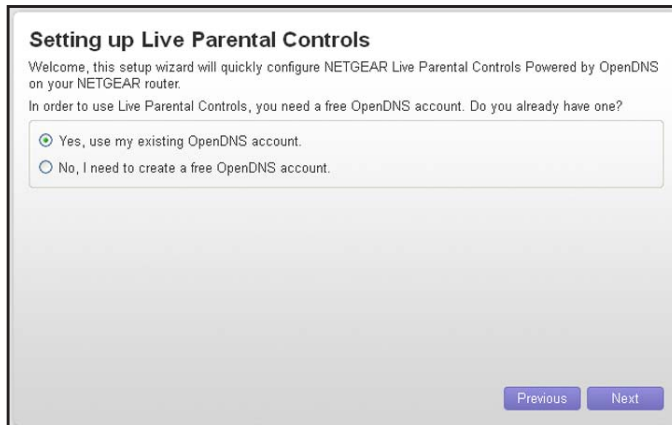 Setting up Live Parental Controls
Welcome, this setup wizard will quickly configure NETGEAR Live Parental Controls Powered by OpenDNS
on your NETGEAR router.
In order to use Live Parental Controls, you need a free OpenDNS account. Do you already have one?
Yes, use my existing OpenDNS account.
No, I need to create a free OpenDNS account.
Previous Next